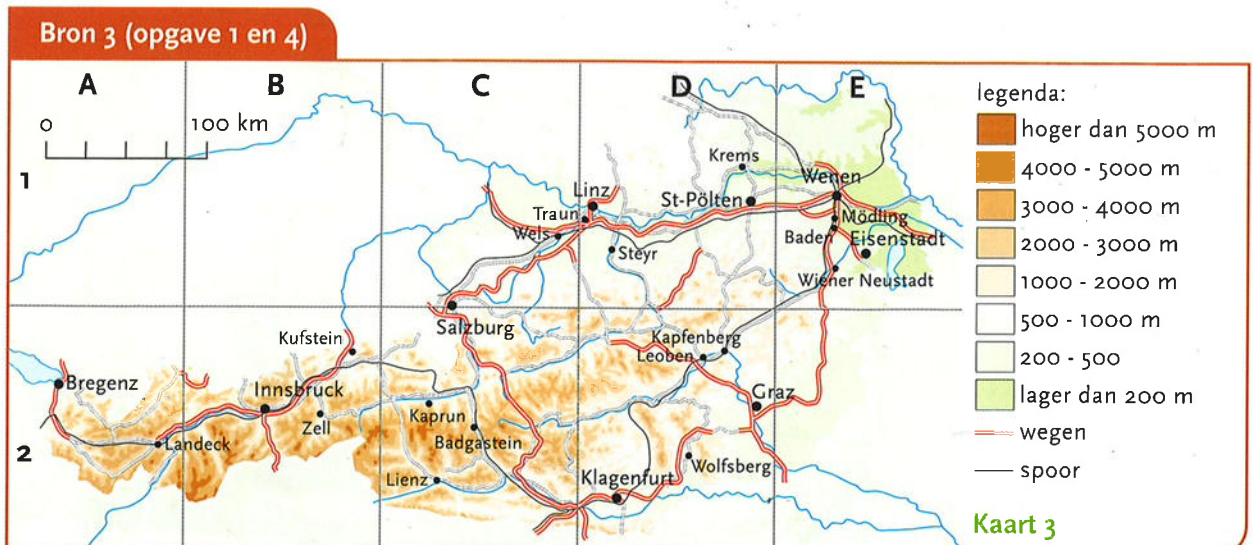 Bron 3 (opgave 1 en 4)
A
B
C
D
E
0
100 km
1
2
Krems
Wenen
Linz
St-Pölten
Traun
Mödling
Wels
Baden
Eisenstadt
Steyr
Wiener Neustadt
Salzburg
Kufstein
Kapfenberg
Leoben
Bregenz
Innsbruck
Graz
Zell
Kaprun
Badgastein
Landeck
Wolfsberg
Lienz
Klagenfurt
legenda:
hoger dan 5000 m
4000 - 5000 m
3000 - 4000 m
2000 - 3000 m
1000 - 2000 m
500 - 1000 m
200 - 500
lager dan 200 m
wegen
spoor
Kaart 3